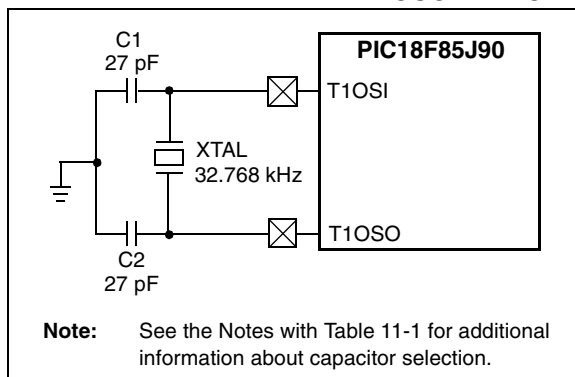 C1
27 pF
PIC18F85J90
T1OSI
XTAL
32.768 kHz
T1OSO
C2
27 pF
Note: See the Notes with Table 11-1 for additional
information about capacitor selection.